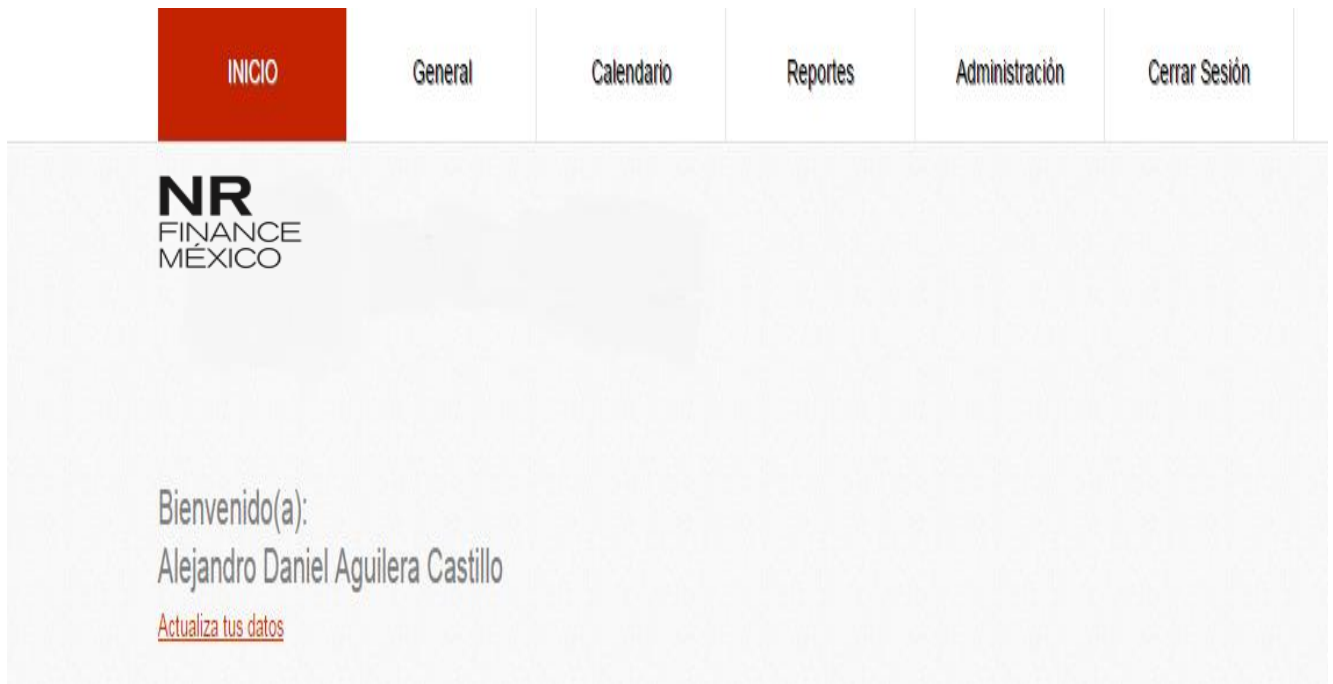 INICIO General Calendario Reportes Administración Cerrar Sesión
NR
FINANCE
MÉXICO
Bienvenido(a):
Alejandro Daniel Aguilera Castillo
Actualiza tus datos